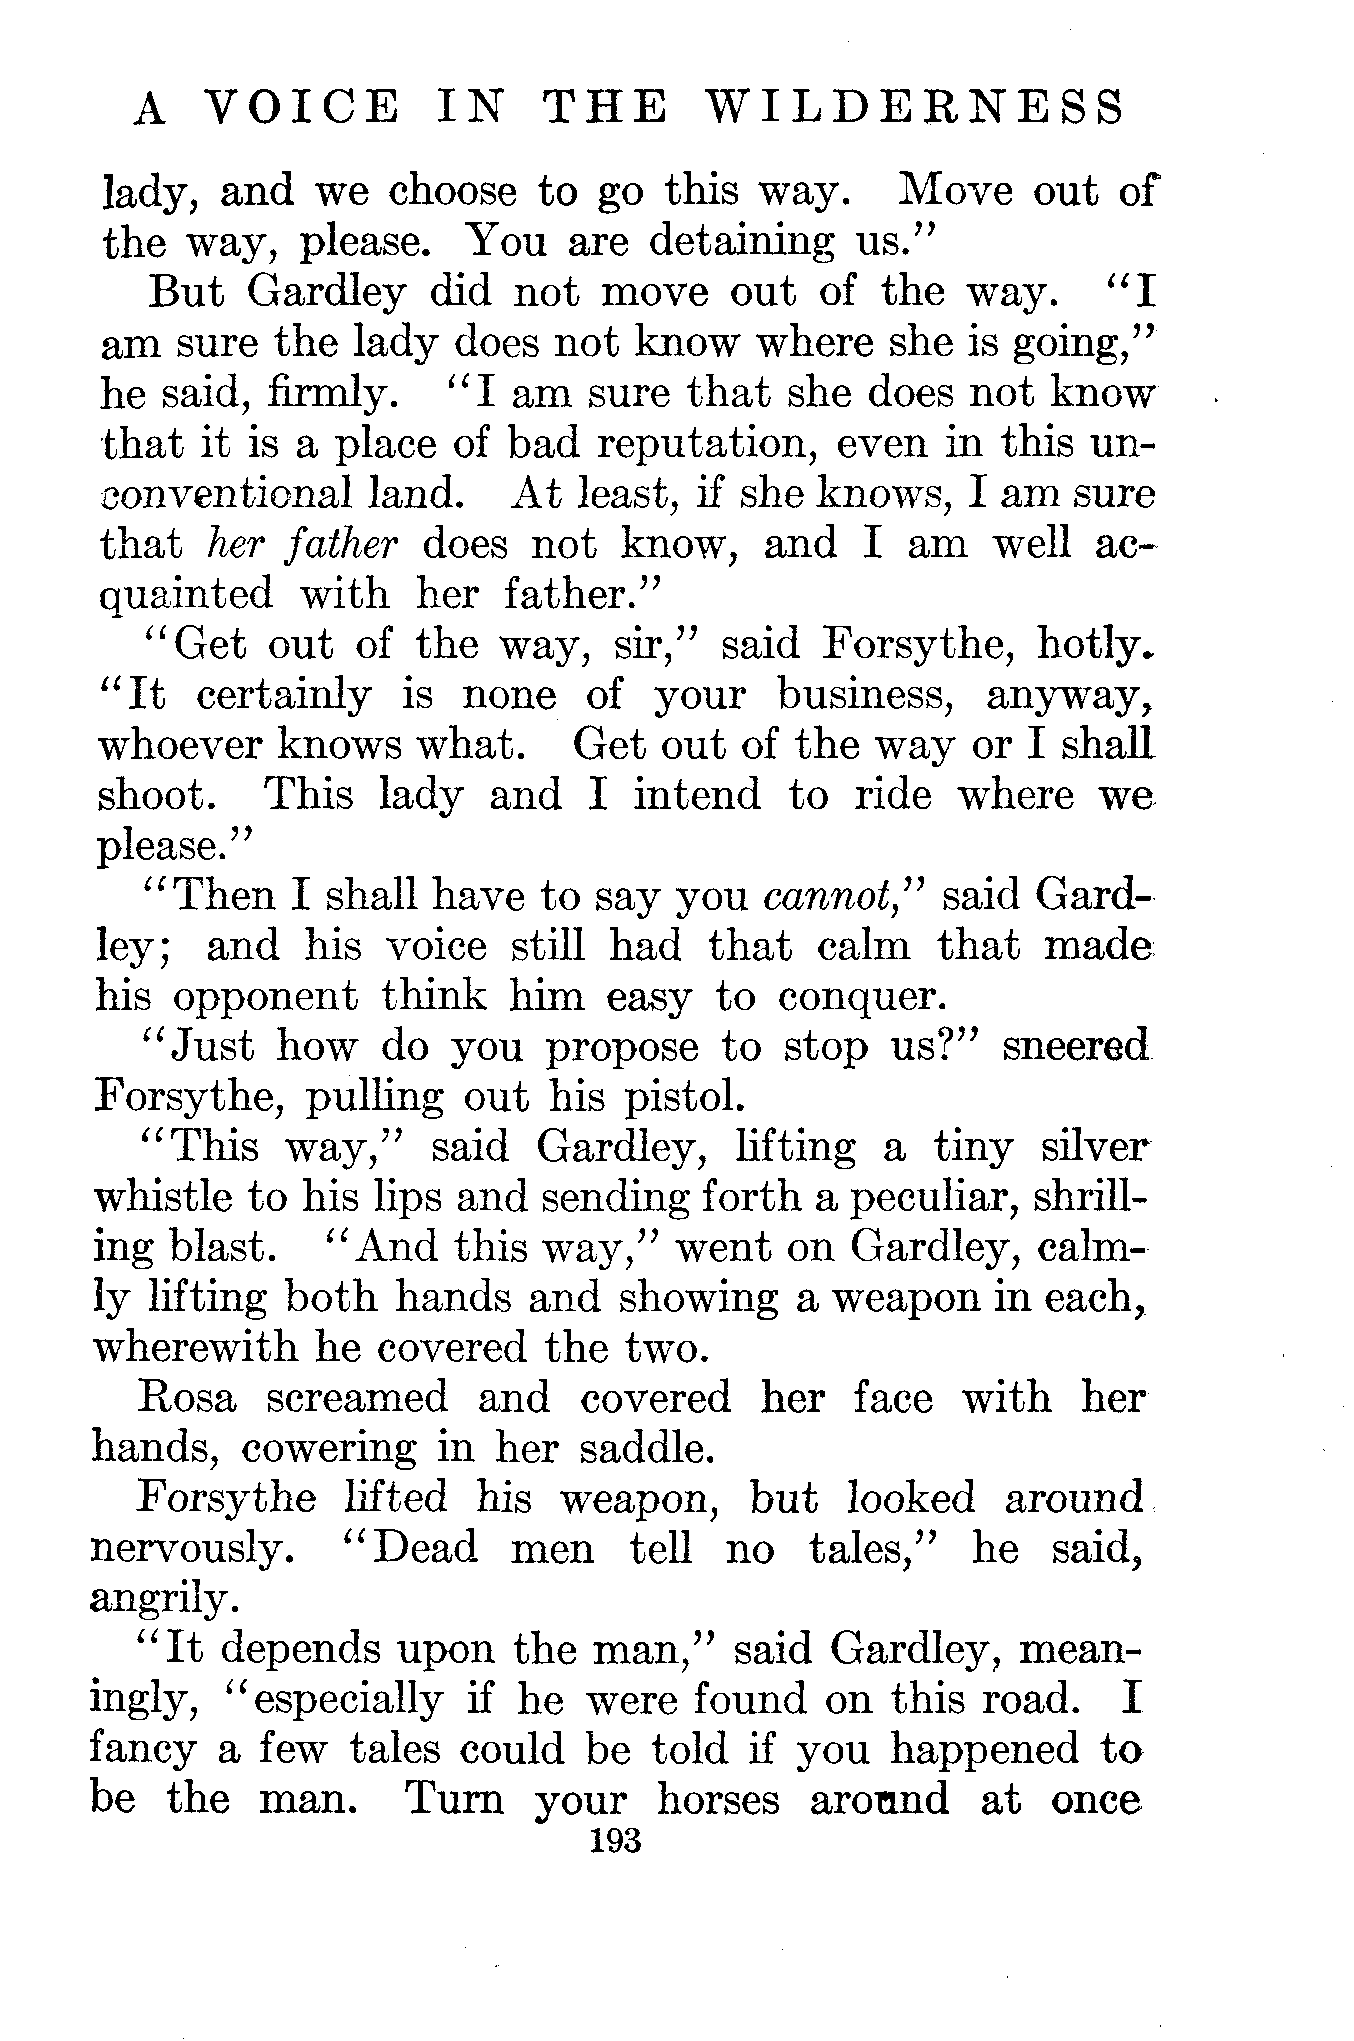 A VOICE IN THE WILDERNESS
lady, and we choose to go this way. Move out of
the way, please. You are detaining us."
But Gardley did not move out of the way. "I
am sure the lady does not know where she is going,"
he said, firmly. "I am sure that she does not know
that it is a place of bad reputation, even in this un-
conventional land. At least, if she knows, I am sure
that her father does not know, and I am well ac-
quainted with her father."
"Get out of the way, sir," said Forsythe, hotly.
"It certainly is none of your business, anyway,
whoever knows what. Get out of the way or I shall
shoot. This lady and I intend to ride where we
please."
"Then I shall have to say you cannot," said Gard-
ley; and his voice still had that calm that made
his opponent think him easy to conquer.
"Just how do you propose to stop us?" sneered
Forsythe, pulling out his pistol.
"This way," said Gardley, lifting a tiny silver
whistle to his lips and sending forth a peculiar, shrill-
ing blast. "And this way," went on Gardley, calm-
ly lifting both hands and showing a weapon in each,
wherewith he covered the two.
Rosa screamed and covered her face with her
hands, cowering in her saddle.
Forsythe lifted his weapon, but looked around
nervously. "Dead men tell no tales," he said,
angrily.
"It depends upon the man," said Gardley, mean-
ingly, "especially if he were found on this road. I
fancy a few tales could be told if you happened to
be the man. Turn your horses around at once
193